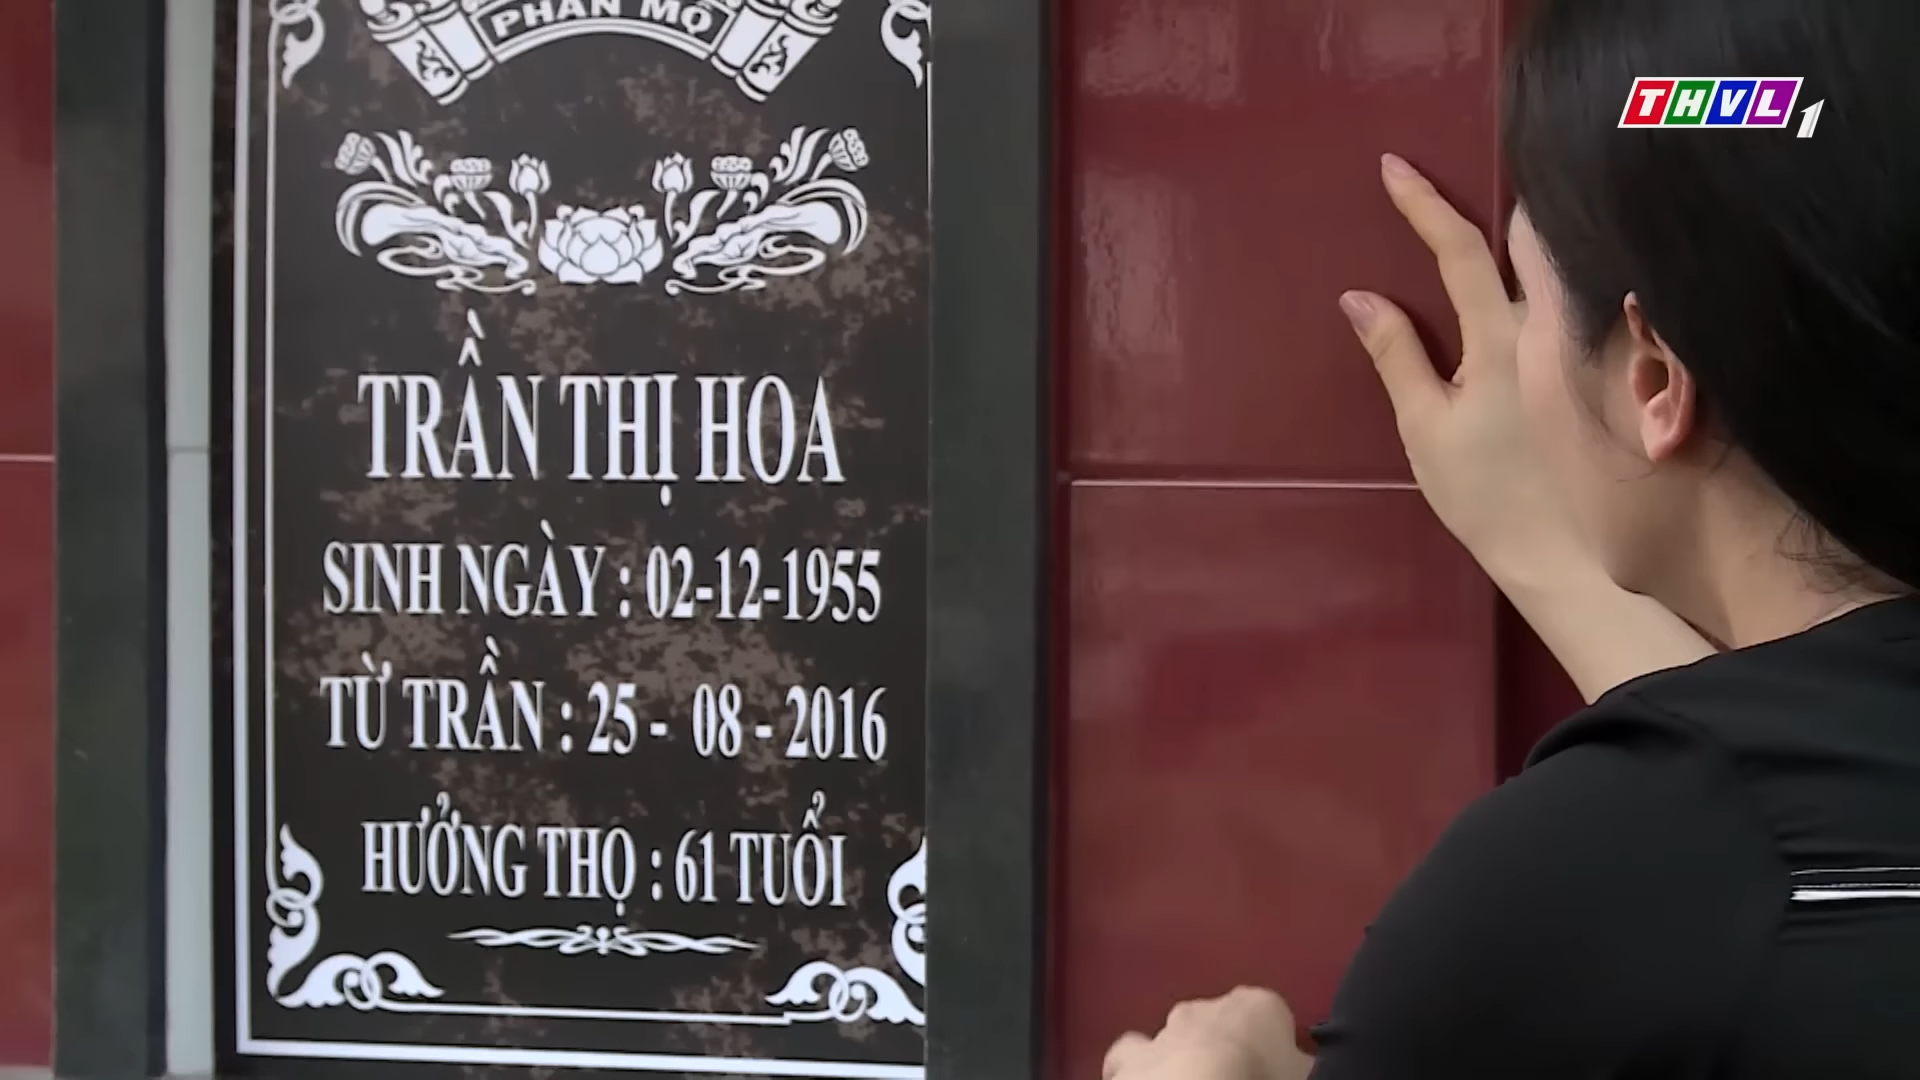 PHẦN MỘ
THVL1
TRẦN THỊ HOA
SINH NGÀY : 02-12-1955
TỪ TRẦN : 25 - 08 - 2016
HƯỞNG THỌ : 61 TUỔI